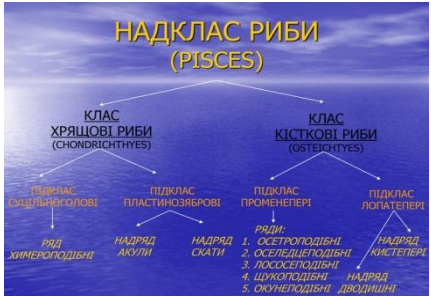 НАДКЛАС РИБИ
(PISCES)
КЛАС
ХРЯЩОВІ РИБИ
(CHONDRICHTHYES)
КЛАС
КІСТКОВІ РИБИ
(OSTEICHTYES)
ПІДКЛАС
СУЦІЛЬНОГОЛОВІ
ПІДКЛАС
ПЛАСТИНОЗЯБРОВІ
ПІДКЛАС
ПРОМЕНЕПЕРІ
ПІДКЛАС
ЛОПАТЕПЕРІ
РЯД
ХИМЕРОПОДІБНІ
НАДРЯД
АКУЛИ
НАДРЯД
СКАТИ
РЯДИ:
1. ОСЕТРОПОДІБНІ
2. ОСЕЛЕДЦЕПОДІБНІ
3. ЛОСОСЕПОДІБНІ
4. ЩУКОПОДІБНІ
5. ОКУНЕПОДІБНІ
НАДРЯД
КИСТЕПЕРІ
НАДРЯД
ДВОДИШНІ